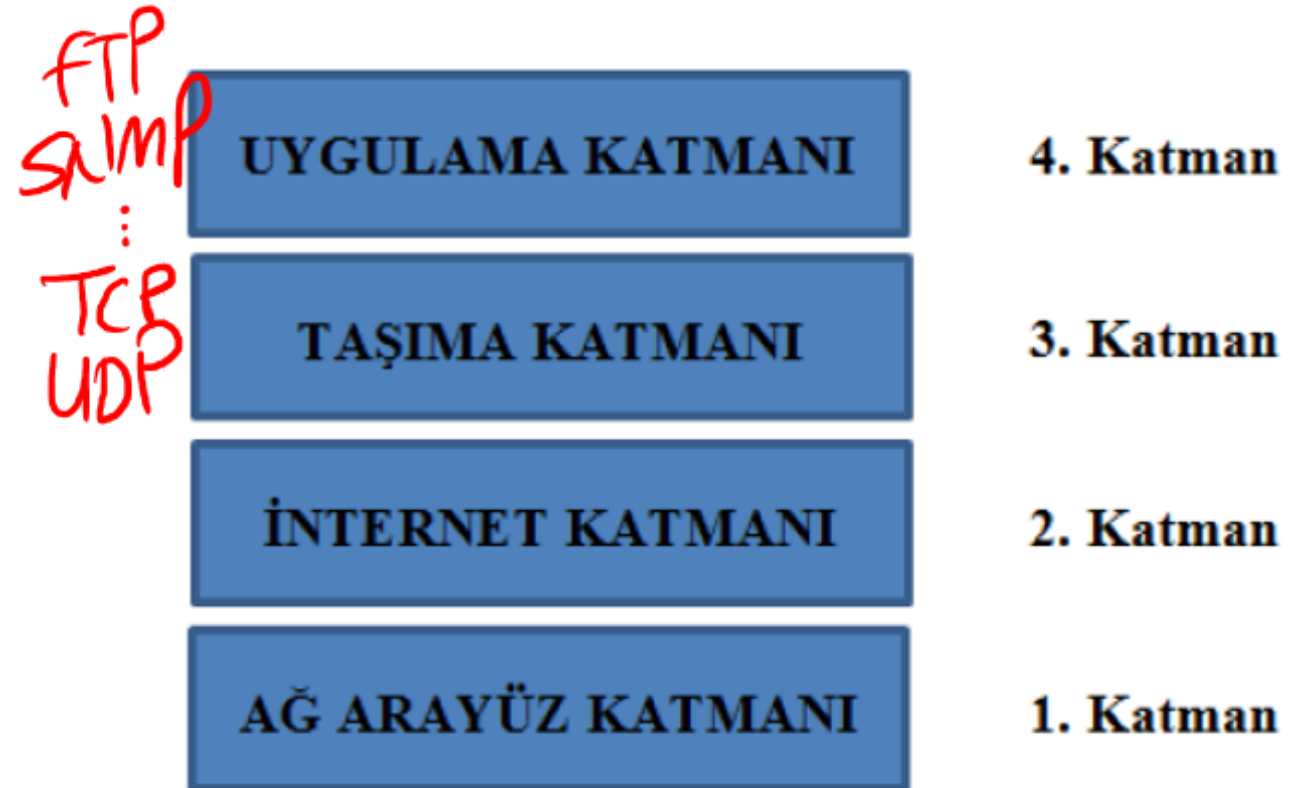 FTP
UYGULAMA KATMANI 4. Katman
⋮
TCP
TAŞIMA KATMANI 3. Katman
UDP
İNTERNET KATMANI 2. Katman
AĞ ARAYÜZ KATMANI 1. Katman